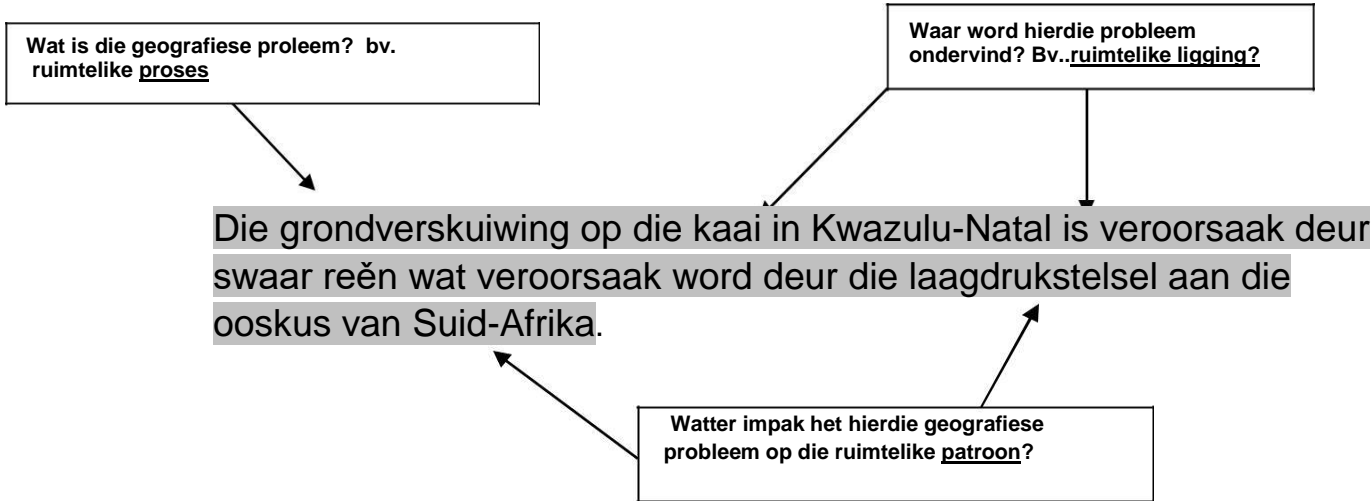 Wat is die geografiese proleem? bv.
ruimtelike proses
Waar word hierdie probleem
ondervind? Bv..ruimtelike ligging?
Die grondverskuiwing op die kaai in Kwazulu-Natal is veroorsaak deur
swaar reěn wat veroorsaak word deur die laagdrukstelsel aan die
ooskus van Suid-Afrika.
Watter impak het hierdie geografiese
probleem op die ruimtelike patroon?